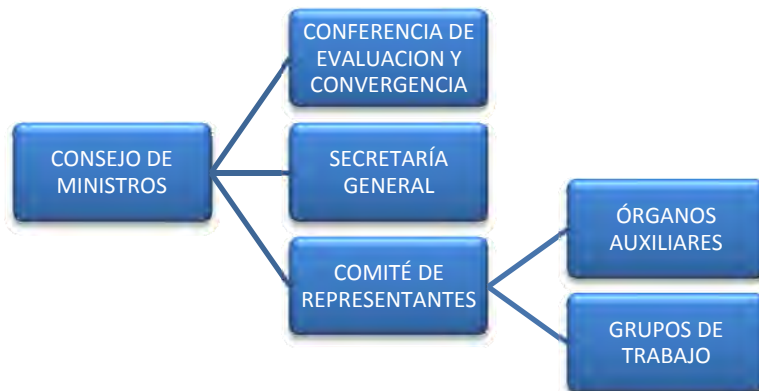 CONFERENCIA DE
EVALUACION Y
CONVERGENCIA
CONSEJO DE
MINISTROS
SECRETARÍA
GENERAL
COMITÉ DE
REPRESENTANTES
ÓRGANOS
AUXILIARES
GRUPOS DE
TRABAJO